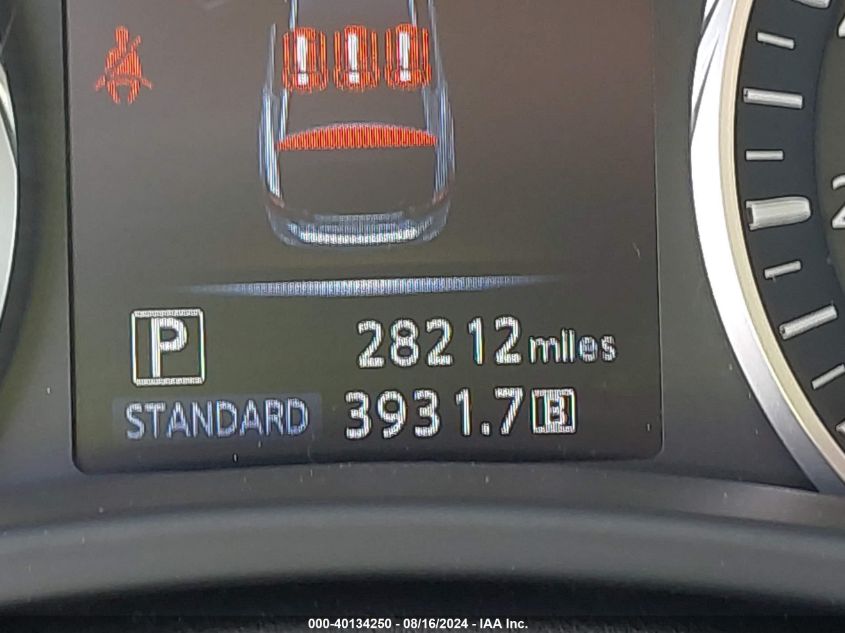 P 28212 miles
STANDARD 3931.7 B
000-40134250 - 08/16/2024 - IAA Inc.